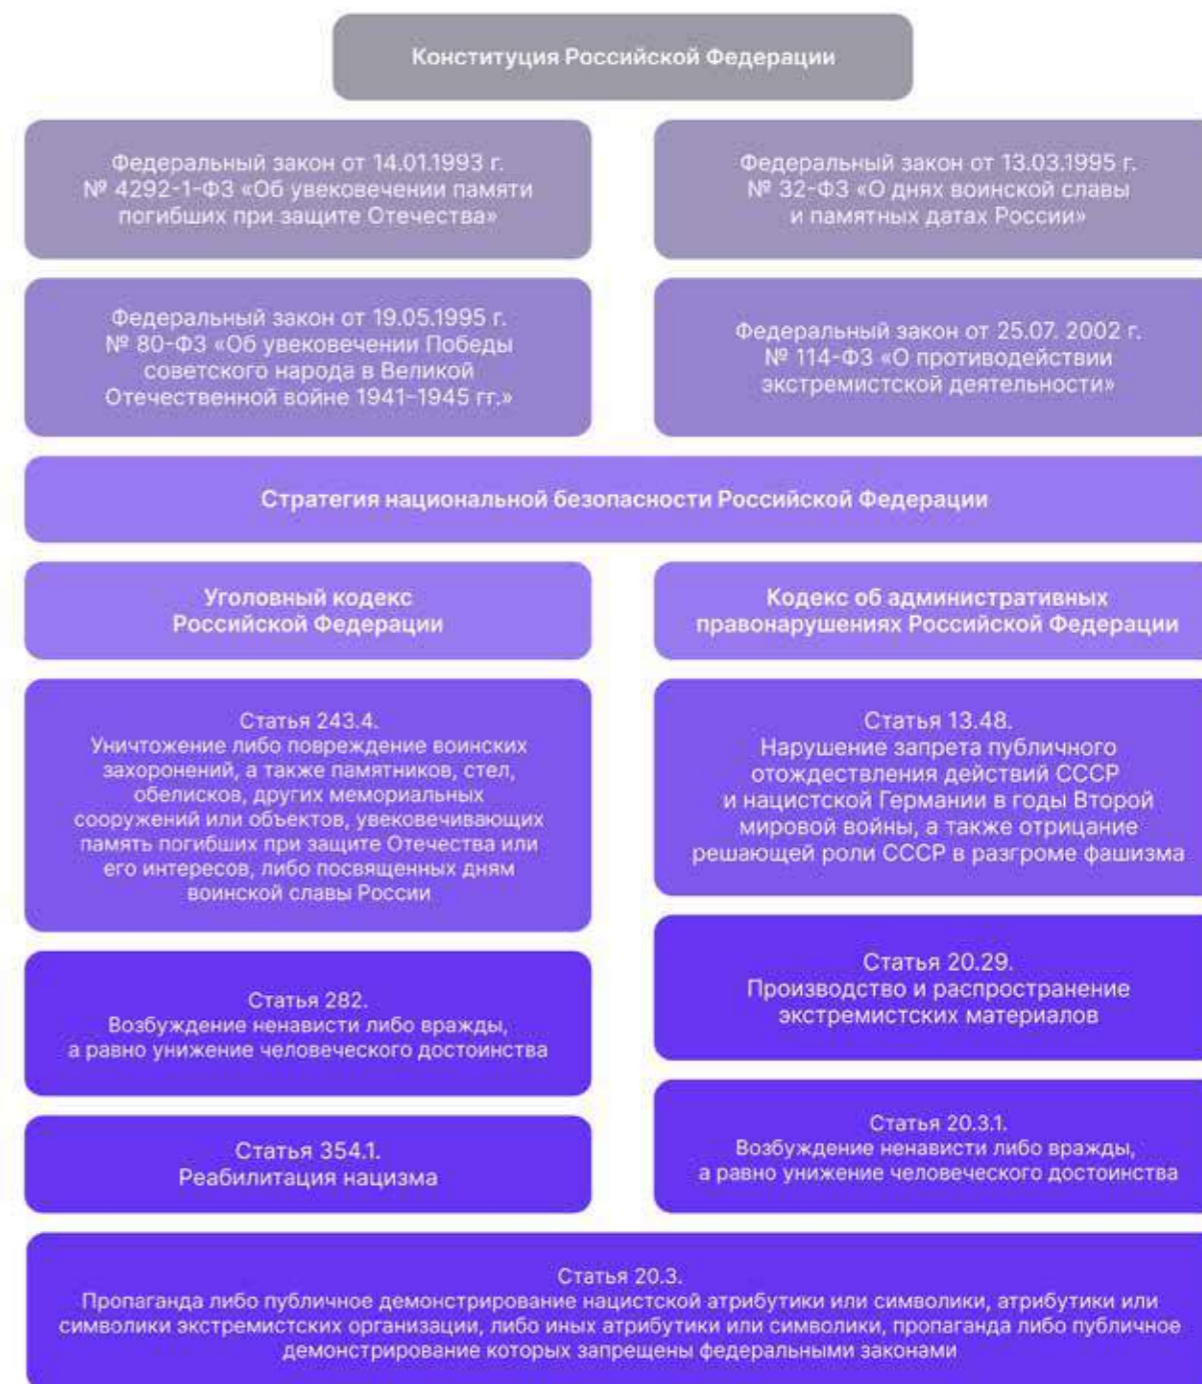 Конституция Российской Федерации
Федеральный закон от 14.01.1993 г.
№ 4292-1-ФЗ «Об увековечении памяти
погибших при защите Отечества»
Федеральный закон от 13.03.1995 г.
№ 32-ФЗ «О днях воинской славы
и памятных датах России»
Федеральный закон от 19.05.1995 г.
№ 80-ФЗ «Об увековечении Победы
советского народа в Великой
Отечественной войне 1941–1945 гг.»
Федеральный закон от 25.07. 2002 г.
№ 114-ФЗ «О противодействии
экстремистской деятельности»
Стратегия национальной безопасности Российской Федерации
Уголовный кодекс
Российской Федерации
Кодекс об административных
правонарушениях Российской Федерации
Статья 243.4.
Уничтожение либо повреждение воинских
захоронений, а также памятников, стел,
обелисков, других мемориальных
сооружений или объектов, увековечивающих
память погибших при защите Отечества или
его интересов, либо посвященных дням
воинской славы России
Статья 13.48.
Нарушение запрета публичного
отождествления действий СССР
и нацистской Германии в годы Второй
мировой войны, а также отрицание
решающей роли СССР в разгроме фашизма
Статья 282.
Возбуждение ненависти либо вражды,
а равно унижение человеческого достоинства
Статья 20.29.
Производство и распространение
экстремистских материалов
Статья 354.1.
Реабилитация нацизма
Статья 20.3.1.
Возбуждение ненависти либо вражды,
а равно унижение человеческого достоинства
Статья 20.3.
Пропаганда либо публичное демонстрирование нацистской атрибутики или символики, атрибутики или
символики экстремистских организации, либо иных атрибутики или символики, пропаганда либо публичное
демонстрирование которых запрещены федеральными законами